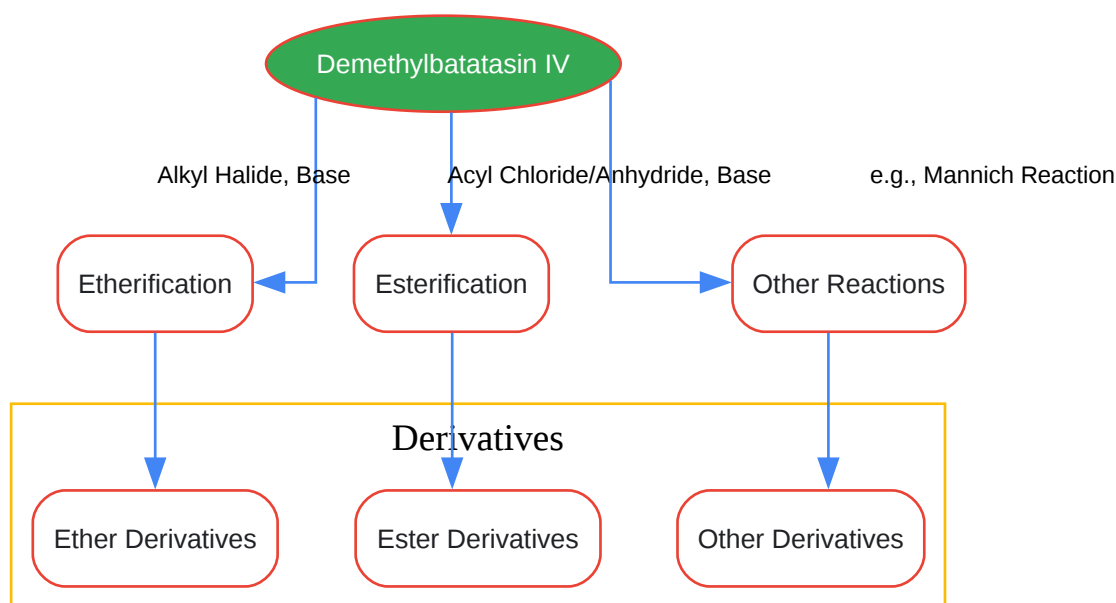 Demethylbatatasin IV
Alkyl Halide, Base
Acyl Chloride/Anhydride, Base
e.g., Mannich Reaction
Etherification
Esterification
Other Reactions
Derivatives
Ether Derivatives
Ester Derivatives
Other Derivatives